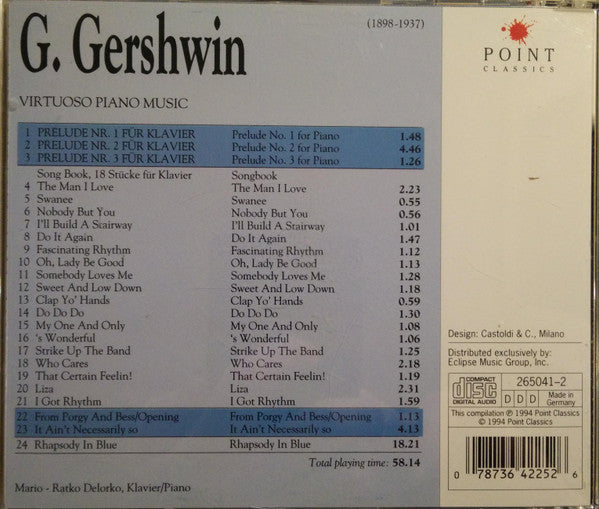 G. Gershwin
(1898-1937)
POINT
CLASSICS
VIRTUOSO PIANO MUSIC
1 PRELUDE NR. 1 FÜR KLAVIER Prelude No. 1 for Piano 1.48
2 PRELUDE NR. 2 FÜR KLAVIER Prelude No. 2 for Piano 4.46
3 PRELUDE NR. 3 FÜR KLAVIER Prelude No. 3 for Piano 1.26
Song Book, 18 Stücke für Klavier Songbook
4 The Man I Love The Man I Love 2.23
5 Swanee Swanee 0.55
6 Nobody But You Nobody But You 0.56
7 I'll Build A Stairway I'll Build A Stairway 1.01
8 Do It Again Do It Again 1.47
9 Fascinating Rhythm Fascinating Rhythm 1.12
10 Oh, Lady Be Good Oh, Lady Be Good 1.13
11 Somebody Loves Me Somebody Loves Me 1.28
12 Sweet And Low Down Sweet And Low Down 1.18
13 Clap Yo' Hands Clap Yo' Hands 0.59
14 Do Do Do Do Do Do 1.30
15 My One And Only My One And Only 1.08
16 's Wonderful 's Wonderful 1.06
17 Strike Up The Band Strike Up The Band 1.25
18 Who Cares Who Cares 2.18
19 That Certain Feelin! That Certain Feelin! 1.19
20 Liza Liza 2.31
21 I Got Rhythm I Got Rhythm 1.59
22 From Porgy And Bess/Opening From Porgy And Bess/Opening 1.13
23 It Ain't Necessarily so It Ain't Necessarily so 4.13
24 Rhapsody In Blue Rhapsody In Blue 18.21
Total playing time: 58.14
Mario - Ratko Delorko, Klavier/Piano
Design: Castoldi & C., Milano
Distributed exclusively by:
Eclipse Music Group, Inc.
COMPACT
disc
DIGITAL AUDIO
265041-2
D D D
Made in
Germany
This compilation ℗ 1994 Point Classics
© 1994 Point Classics
0 78736 42252 6